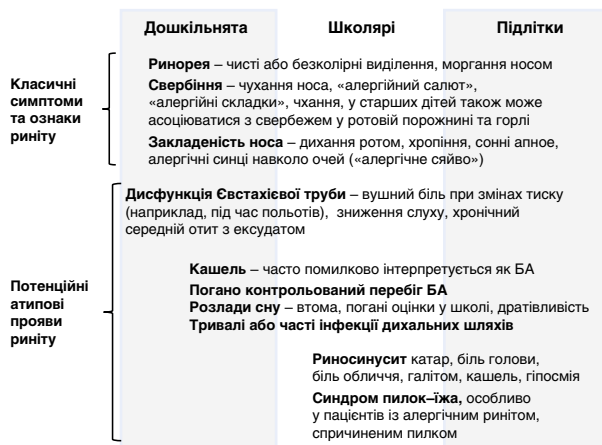 Дошкільнята Школярі Підлітки
Класичні
симптоми
та ознаки
риніту
Ринорея – чисті або безколірні виділення, моргання носом
Свербіння – чухання носа, «алергійний салют»,
«алергійні складки», чхання, у старших дітей також може
асоціюватися з свербежем у ротовій порожнині та горлі
Закладеність носа – дихання ротом, хропіння, сонні апное,
алергічні синці навколо очей («алергічне сяйво»)
Потенційні
атипові
прояви
риніту
Дисфункція Євстахієвої труби – вушний біль при змінах тиску
(наприклад, під час польотів), зниження слуху, хронічний
середній отит з ексудатом
Кашель – часто помилково інтерпретується як БА
Погано контрольований перебіг БА
Розлади сну – втома, погані оцінки у школі, дратівливість
Тривалі або часті інфекції дихальних шляхів
Риносинусит катар, біль голови,
біль обличчя, галітом, кашель, гіпосмія
Синдром пилок–їжа, особливо
у пацієнтів із алергічним ринітом,
спричиненим пилком